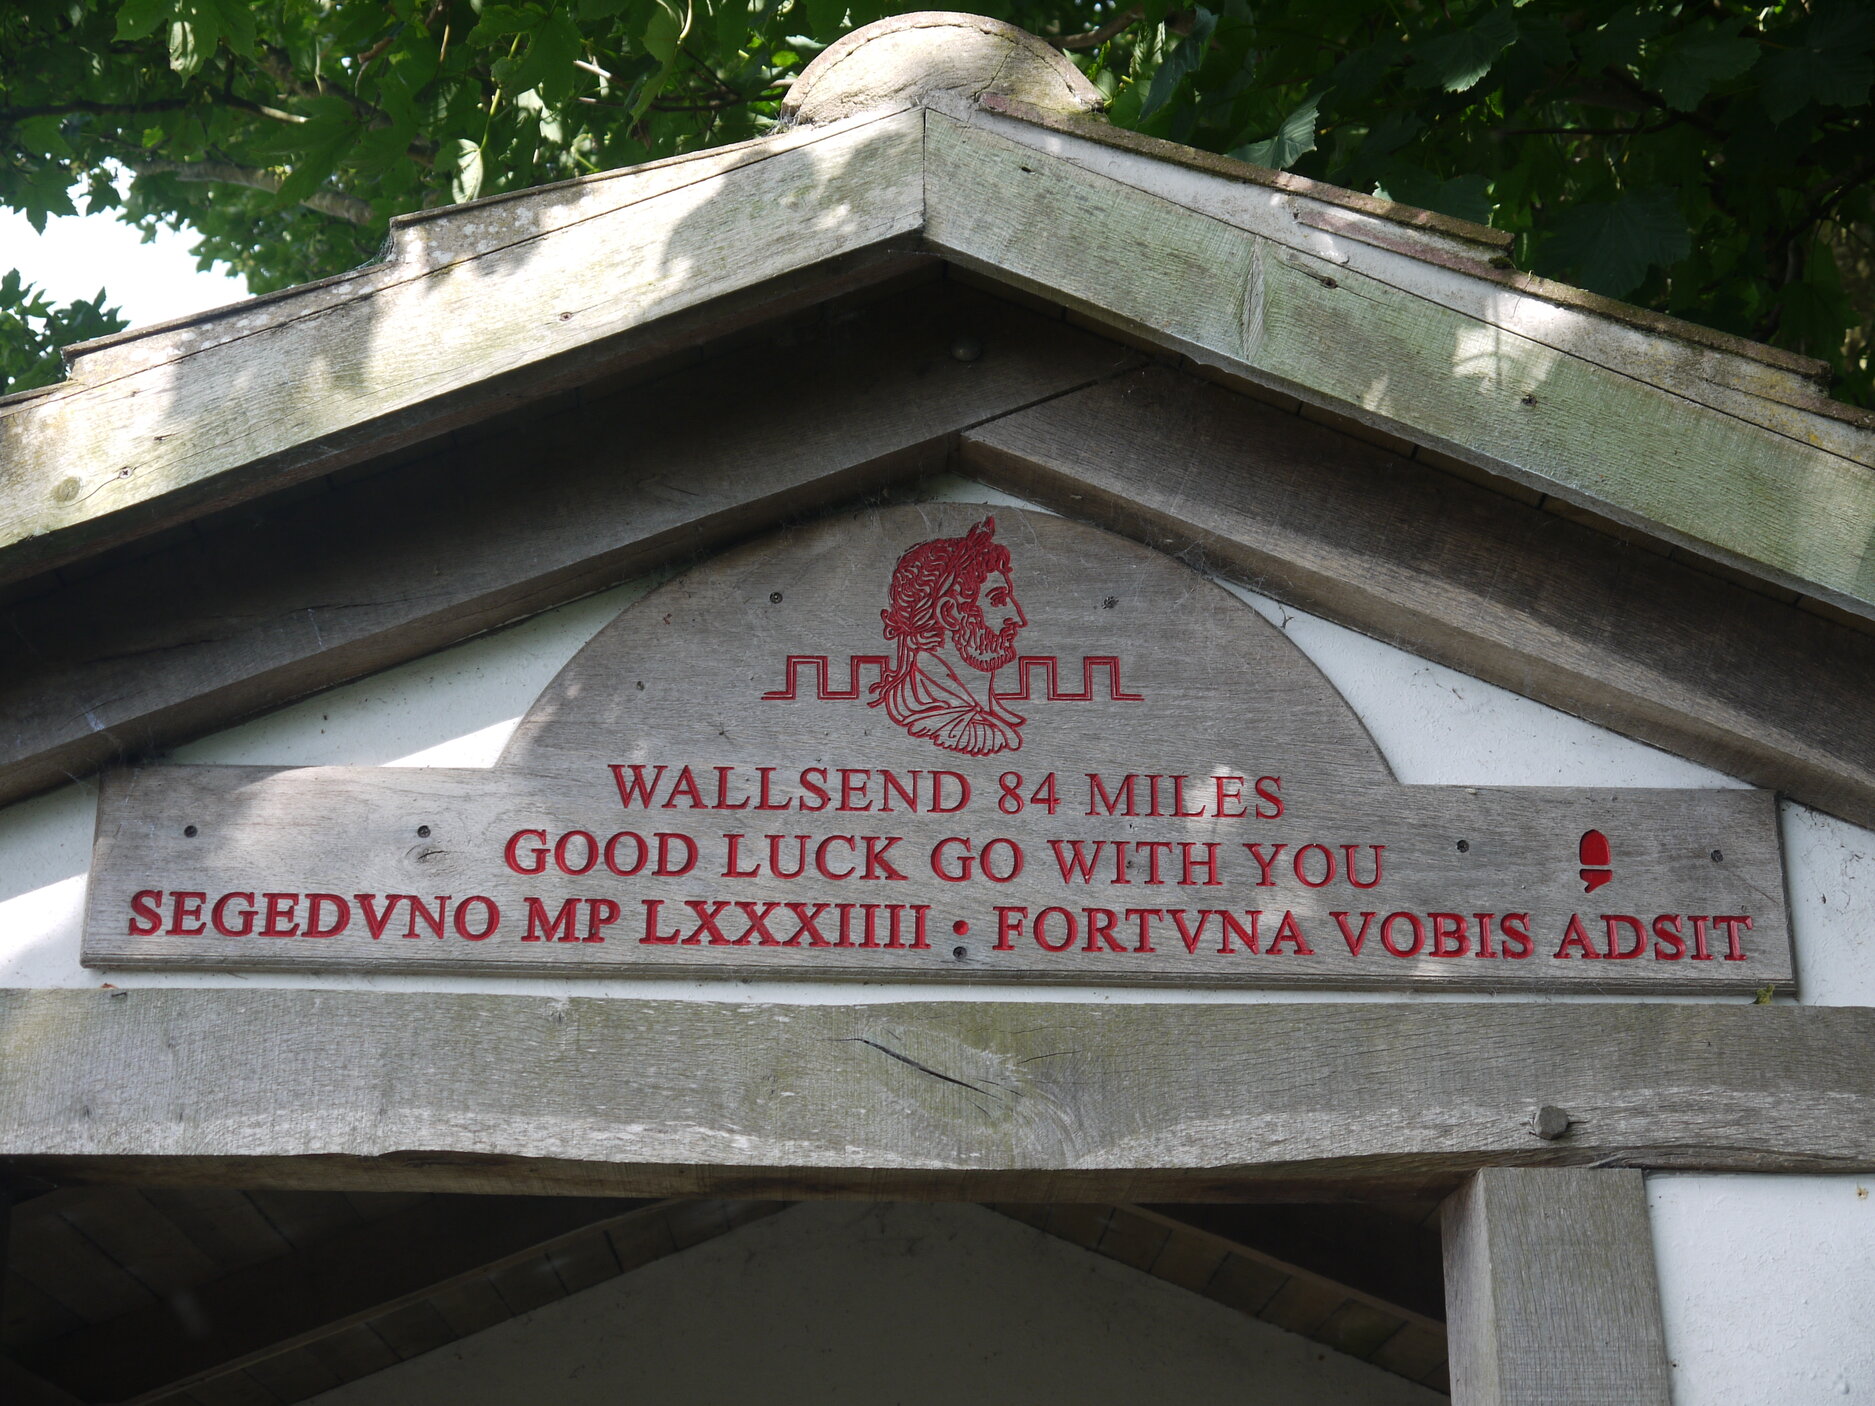 WALLSEND 84 MILES
GOOD LUCK GO WITH YOU
SEGEDVNO MP LXXXIIII • FORTVNA VOBIS ADSIT